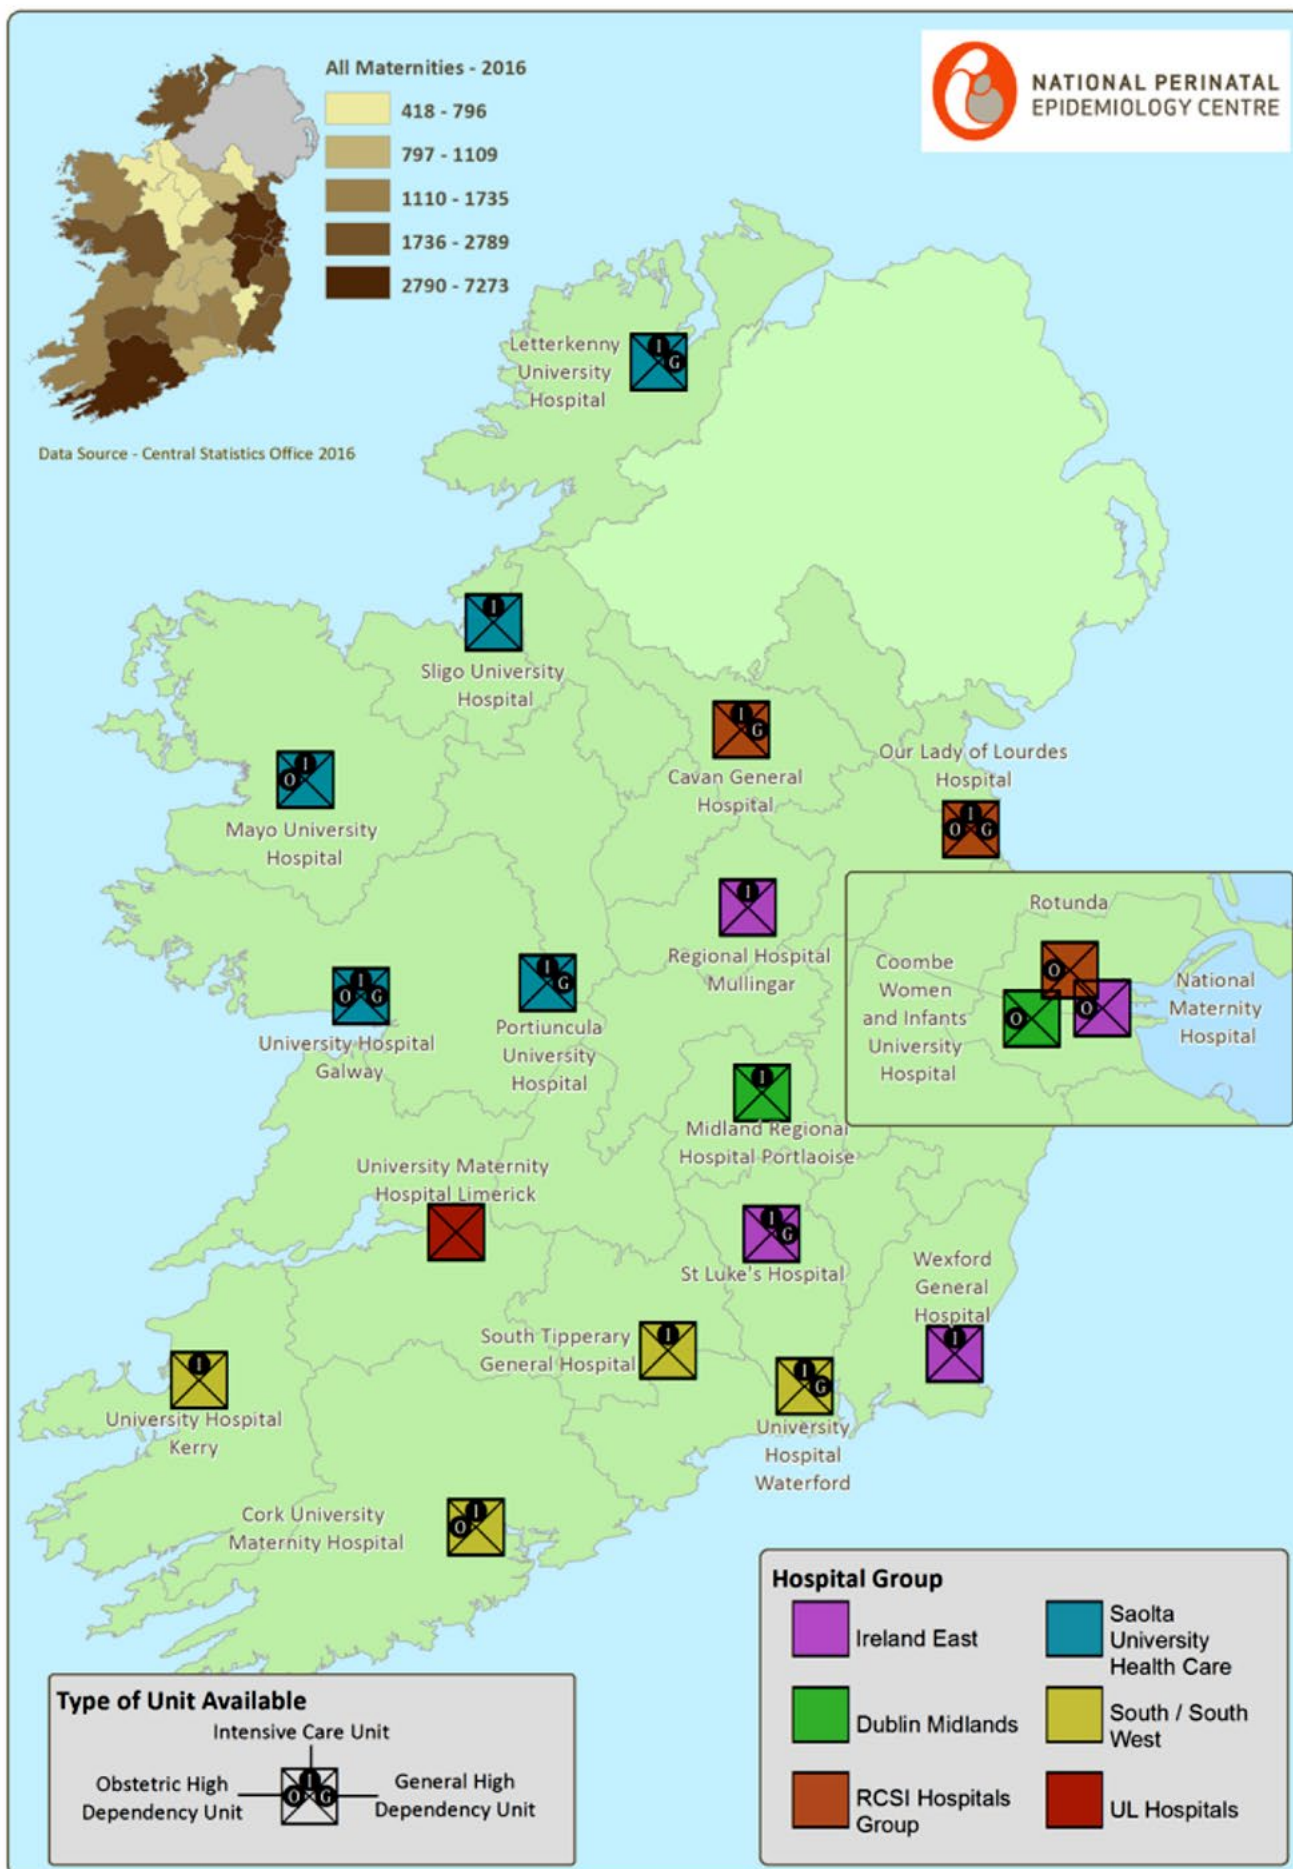 All Maternities - 2016
418 - 796
797 - 1109
1110 - 1735
1736 - 2789
2790 - 7273
Data Source - Central Statistics Office 2016
NATIONAL PERINATAL
EPIDEMIOLOGY CENTRE
Letterkenny
University
Hospital
I
G
I
Sligo University
Hospital
I
G
Cavan General
Hospital
Our Lady of Lourdes
Hospital
I
O
G
I
O
Mayo University
Hospital
I
Regional Hospital
Mullingar
Rotunda
O
Coombe
Women
and Infants
University
Hospital
O
O
National
Maternity
Hospital
I
O
G
University Hospital
Galway
I
G
Portiuncula
University
Hospital
I
Midland Regional
Hospital Portlaoise
University Maternity
Hospital Limerick
I
G
St Luke's Hospital
Wexford
General
Hospital
I
South Tipperary
General Hospital
I
I
G
University
Hospital
Waterford
I
University Hospital
Kerry
Cork University
Maternity Hospital
I
O
Type of Unit Available
Intensive Care Unit
Obstetric High
Dependency Unit
I
O
G
General High
Dependency Unit
Hospital Group
Ireland East
Saolta
University
Health Care
Dublin Midlands
South / South
West
RCSI Hospitals
Group
UL Hospitals